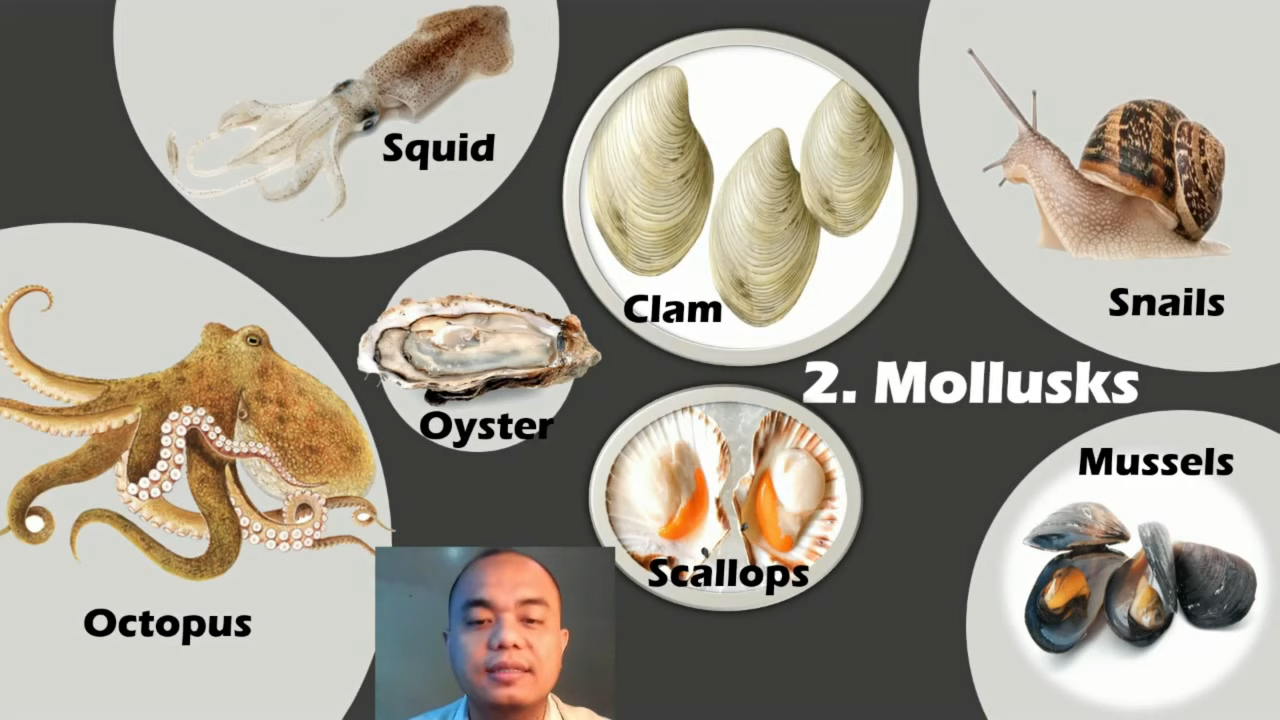 Squid
Clam
Snails
Oyster
2. Mollusks
Mussels
Scallops
Octopus